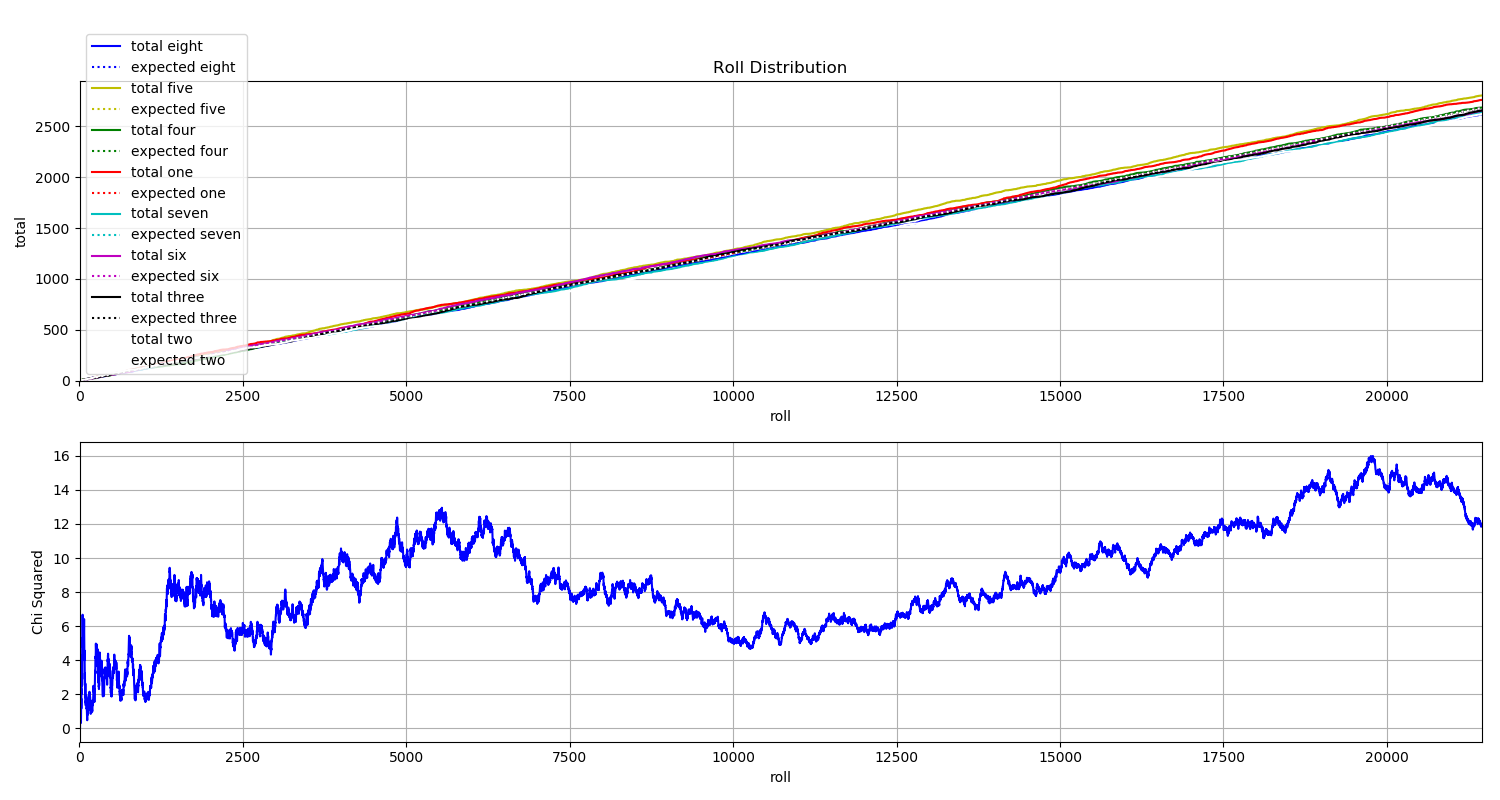 total eight
expected eight
total five
expected five
total four
expected four
total one
expected one
total seven
expected seven
total six
expected six
total three
expected three
total two
expected two
Roll Distribution
total
2500
2000
1500
1000
500
0
0 2500 5000 7500 10000 12500 15000 17500 20000
roll
Chi Squared
16
14
12
10
8
6
4
2
0
0 2500 5000 7500 10000 12500 15000 17500 20000
roll